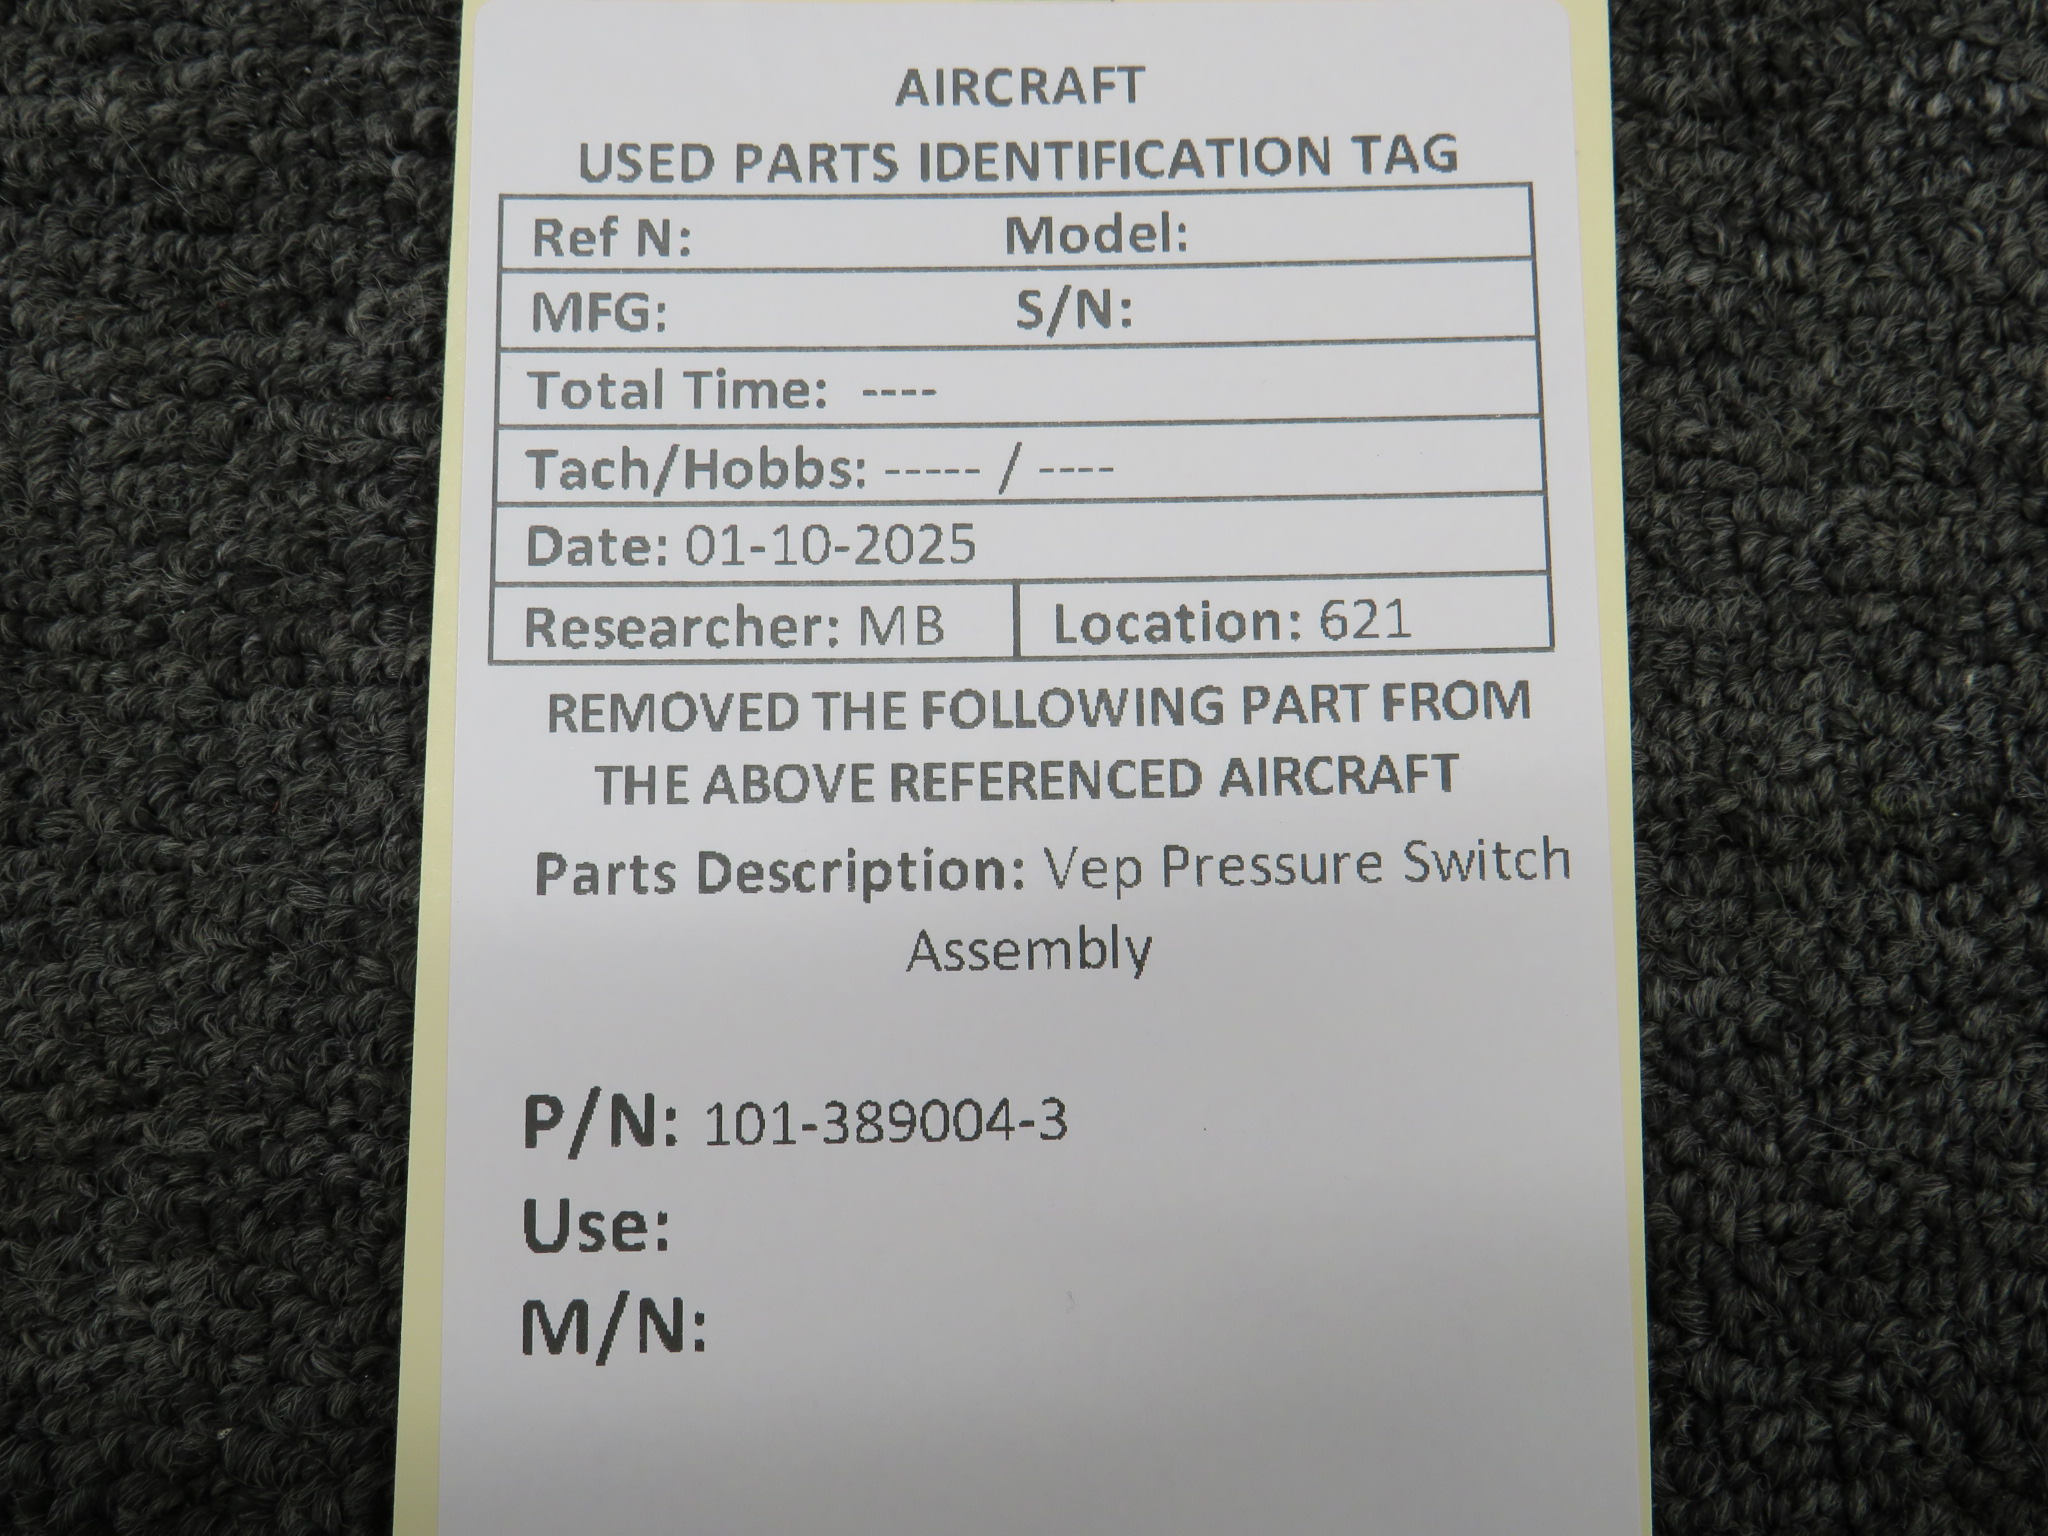 AIRCRAFT
USED PARTS IDENTIFICATION TAG
Ref N: Model:
MFG: S/N:
Total Time: ----
Tach/Hobbs: ----- / ----
Date: 01-10-2025
Researcher: MB Location: 621
REMOVED THE FOLLOWING PART FROM
THE ABOVE REFERENCED AIRCRAFT
Parts Description: Vep Pressure Switch
Assembly
P/N: 101-389004-3
Use:
M/N: